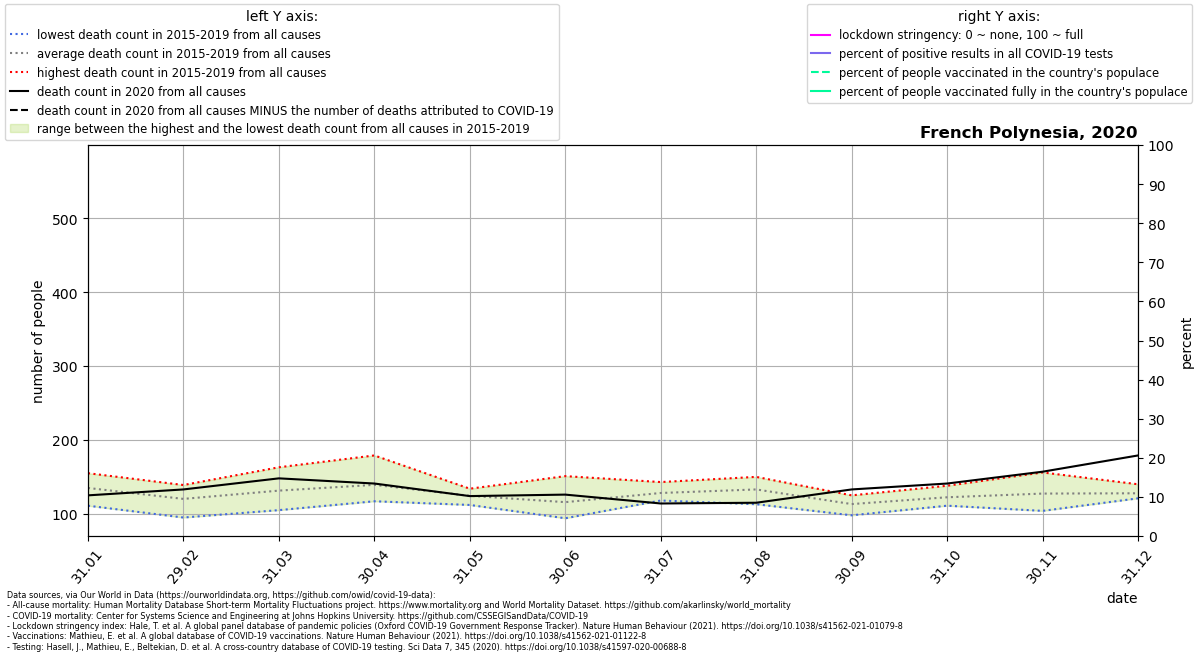 left Y axis:
lowest death count in 2015-2019 from all causes
average death count in 2015-2019 from all causes
highest death count in 2015-2019 from all causes
death count in 2020 from all causes
death count in 2020 from all causes MINUS the number of deaths attributed to COVID-19
range between the highest and the lowest death count from all causes in 2015-2019
right Y axis:
lockdown stringency: 0 ~ none, 100 ~ full
percent of positive results in all COVID-19 tests
percent of people vaccinated in the country's populace
percent of people vaccinated fully in the country's populace
French Polynesia, 2020
number of people
500
400
300
200
100
100
90
80
70
60
50
40
30
20
10
0
percent
31.01
29.02
31.03
30.04
31.05
30.06
31.07
31.08
30.09
31.10
30.11
31.12
date
Data sources, via Our World in Data (https://ourworldindata.org, https://github.com/owid/covid-19-data):
- All-cause mortality: Human Mortality Database Short-term Mortality Fluctuations project. https://www.mortality.org and World Mortality Dataset. https://github.com/akarlinsky/world_mortality
- COVID-19 mortality: Center for Systems Science and Engineering at Johns Hopkins University. https://github.com/CSSEGISandData/COVID-19
- Lockdown stringency index: Hale, T. et al. A global panel database of pandemic policies (Oxford COVID-19 Government Response Tracker). Nature Human Behaviour (2021). https://doi.org/10.1038/s41562-021-01079-8
- Vaccinations: Mathieu, E. et al. A global database of COVID-19 vaccinations. Nature Human Behaviour (2021). https://doi.org/10.1038/s41562-021-01122-8
- Testing: Hasell, J., Mathieu, E., Beltekian, D. et al. A cross-country database of COVID-19 testing. Sci Data 7, 345 (2020). https://doi.org/10.1038/s41597-020-00688-8